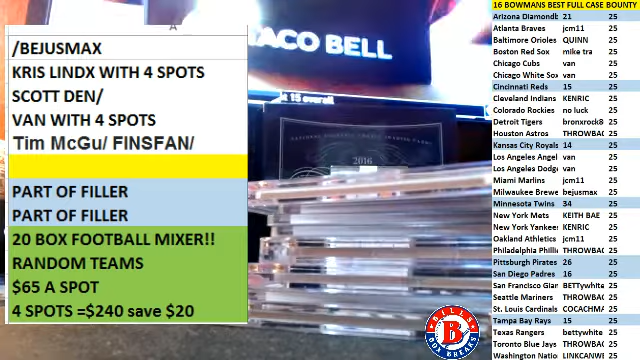 /BEJUSMAX
KRIS LINDX WITH 4 SPOTS
SCOTT DEN/
VAN WITH 4 SPOTS
Tim McGu/ FINSFAN/
PART OF FILLER
PART OF FILLER
20 BOX FOOTBALL MIXER!!
RANDOM TEAMS
$65 A SPOT
4 SPOTS =$240 save $20
ACO BELL
15 overall
2016
BILLS
B
BOX BREAKS
16 BOWMANS BEST FULL CASE BOUNTY
Arizona Diamondb 21 25
Atlanta Braves jcm11 25
Baltimore Orioles QUINN 25
Boston Red Sox mike tra 25
Chicago Cubs van 25
Chicago White Sox van 25
Cincinnati Reds 15 25
Cleveland Indians KENRIC 25
Colorado Rockies no luck 25
Detroit Tigers bronxrock8 25
Houston Astros THROWBAC 25
Kansas City Royals 14 25
Los Angeles Angel van 25
Los Angeles Dodge van 25
Miami Marlins jcm11 25
Milwaukee Brewe bejusmax 25
Minnesota Twins 34 25
New York Mets KEITH BAE 25
New York Yankees KENRIC 25
Oakland Athletics jcm11 25
Philadelphia Phillie THROWBAC 25
Pittsburgh Pirates 26 25
San Diego Padres 16 25
San Francisco Gian BETTYwhite 25
Seattle Mariners THROWBAC 25
St. Louis Cardinals COCACHMA 25
Tampa Bay Rays 15 25
Texas Rangers bettywhite 25
Toronto Blue Jays THROWBAC 25
Washington Natio LINKCANWI 25